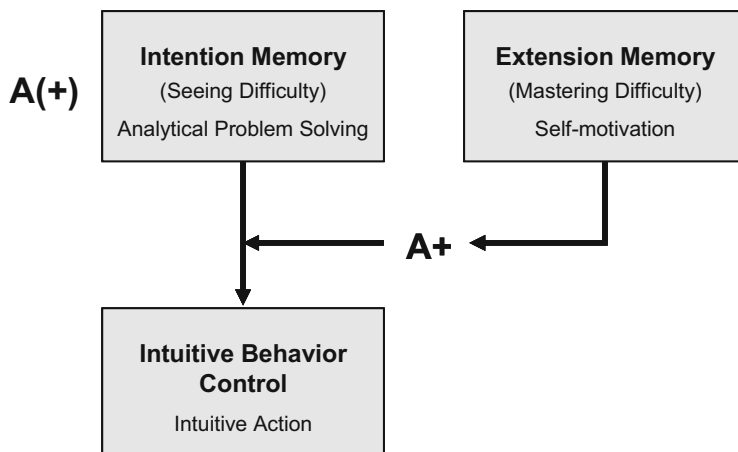 Intention Memory
(Seeing Difficulty)
Analytical Problem Solving
Extension Memory
(Mastering Difficulty)
Self-motivation
A(+)
A+
Intuitive Behavior
Control
Intuitive Action